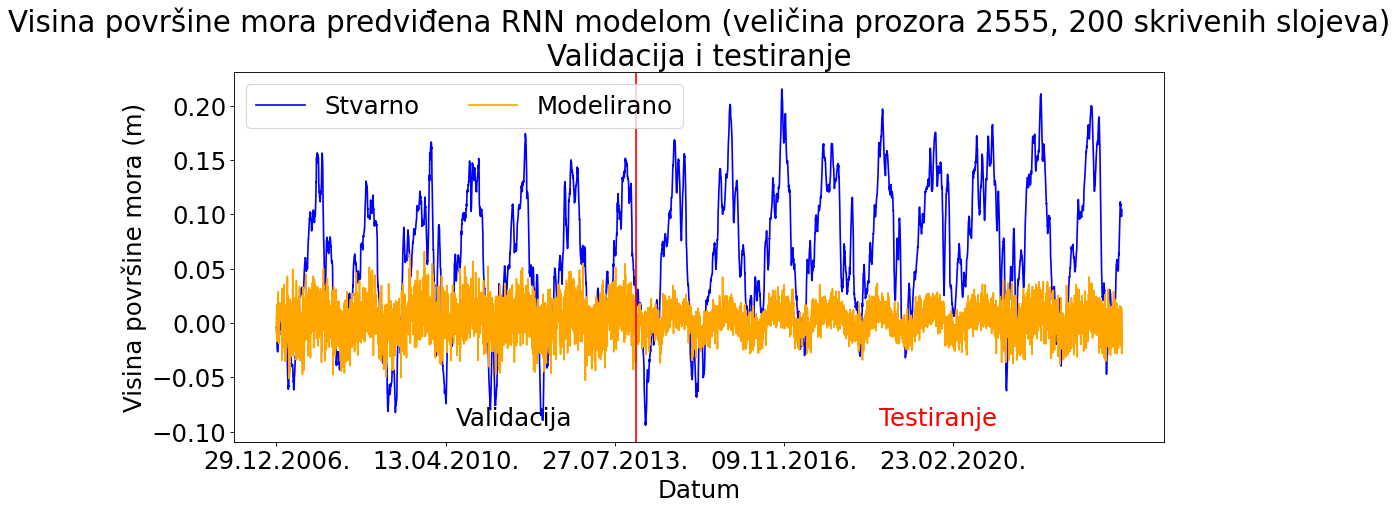 Visina površine mora predviđena RNN modelom (veličina prozora 2555, 200 skrivenih slojeva)
Validacija i testiranje
Stvarno Modelirano
Visina površine mora (m)
0.20
0.15
0.10
0.05
0.00
−0.05
−0.10
Validacija Testiranje
29.12.2006. 13.04.2010. 27.07.2013. 09.11.2016. 23.02.2020.
Datum